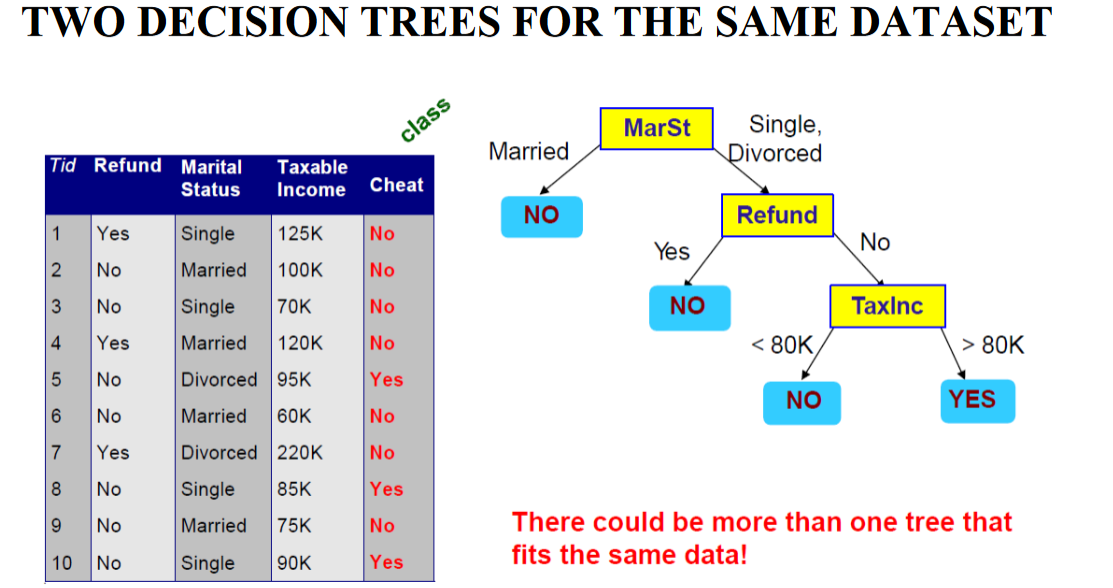 TWO DECISION TREES FOR THE SAME DATASET
class
Tid Refund Marital Status Taxable Income Cheat
1 Yes Single 125K No
2 No Married 100K No
3 No Single 70K No
4 Yes Married 120K No
5 No Divorced 95K Yes
6 No Married 60K No
7 Yes Divorced 220K No
8 No Single 85K Yes
9 No Married 75K No
10 No Single 90K Yes
MarSt
Married
Single,
Divorced
NO
Refund
Yes
No
NO
TaxInc
< 80K
> 80K
NO
YES
There could be more than one tree that
fits the same data!